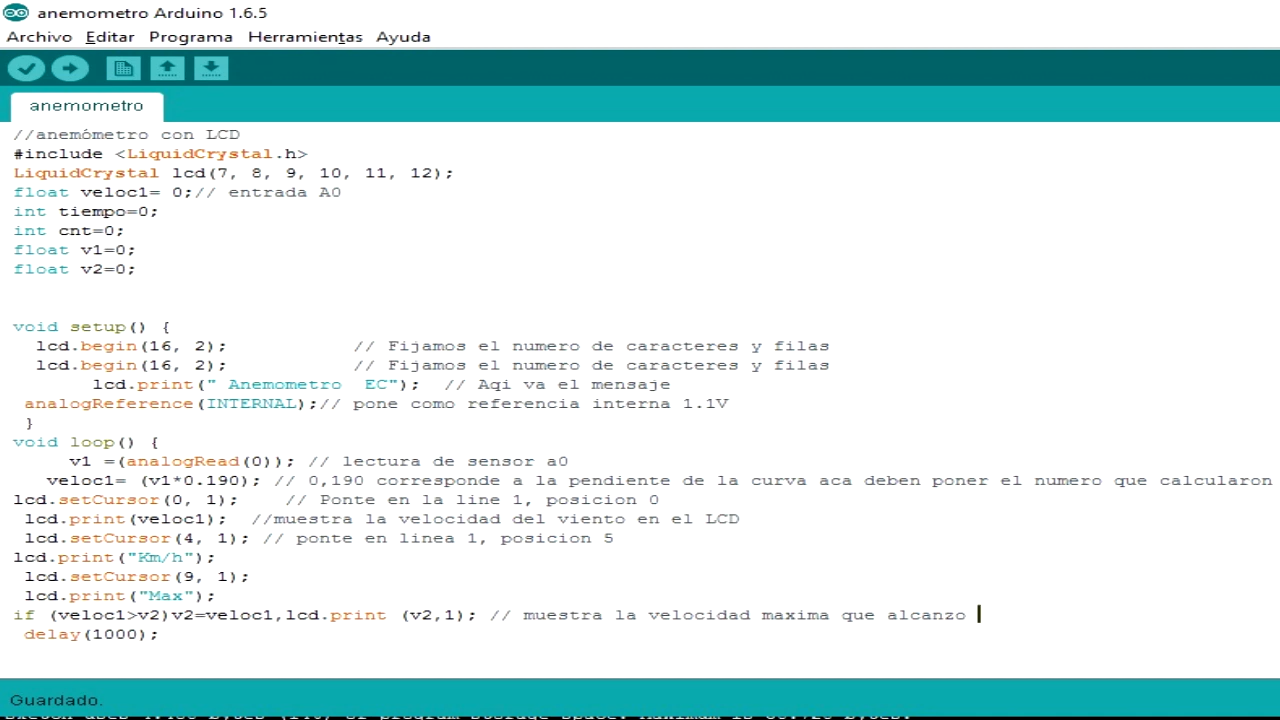 anemometro Arduino 1.6.5
Archivo Editar Programa Herramientas Ayuda
anemometro
//anemómetro con LCD
#include <LiquidCrystal.h>
LiquidCrystal lcd(7, 8, 9, 10, 11, 12);
float veloc1= 0;// entrada A0
int tiempo=0;
int cnt=0;
float v1=0;
float v2=0;
void setup() {
lcd.begin(16, 2); // Fijamos el numero de caracteres y filas
lcd.begin(16, 2); // Fijamos el numero de caracteres y filas
lcd.print(" Anemometro  EC"); // Aqi va el mensaje
analogReference(INTERNAL);// pone como referencia interna 1.1V
}
void loop() {
v1 =(analogRead(0)); // lectura de sensor a0
veloc1= (v1*0.190); // 0,190 corresponde a la pendiente de la curva aca deben poner el numero que calcularon
lcd.setCursor(0, 1); // Ponte en la line 1, posicion 0
lcd.print(veloc1); //muestra la velocidad del viento en el LCD
lcd.setCursor(4, 1); // ponte en linea 1, posicion 5
lcd.print("Km/h");
lcd.setCursor(9, 1);
lcd.print("Max");
if (veloc1>v2)v2=veloc1,lcd.print (v2,1); // muestra la velocidad maxima que alcanzo
delay(1000);
Guardado.